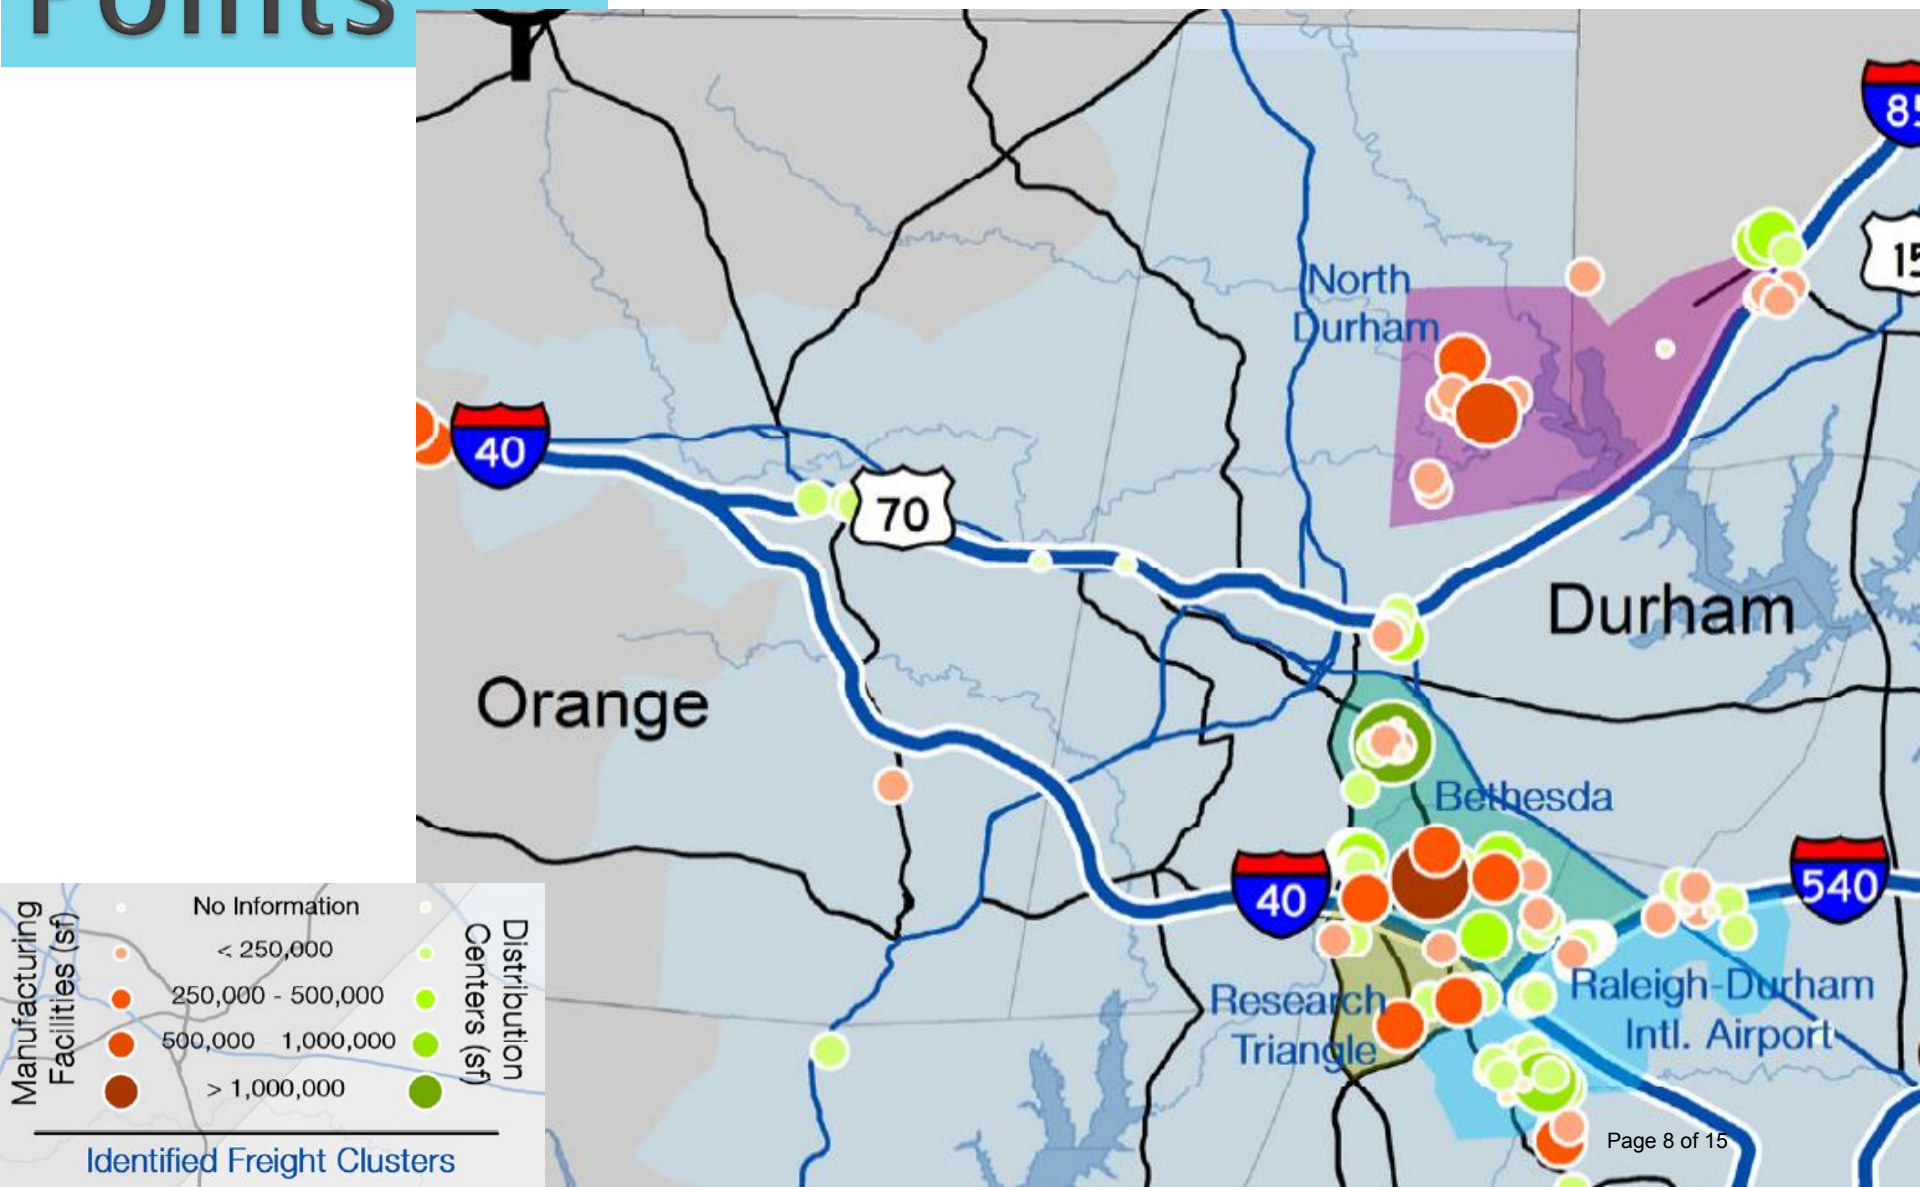 Points
85
15
North
Durham
40
70
Durham
Orange
Bethesda
40
540
Research
Triangle
Raleigh-Durham
Intl. Airport
Manufacturing
Facilities (sf)
No Information
< 250,000
250,000 - 500,000
500,000 1,000,000
> 1,000,000
Distribution
Centers (sf)
Identified Freight Clusters
Page 8 of 15